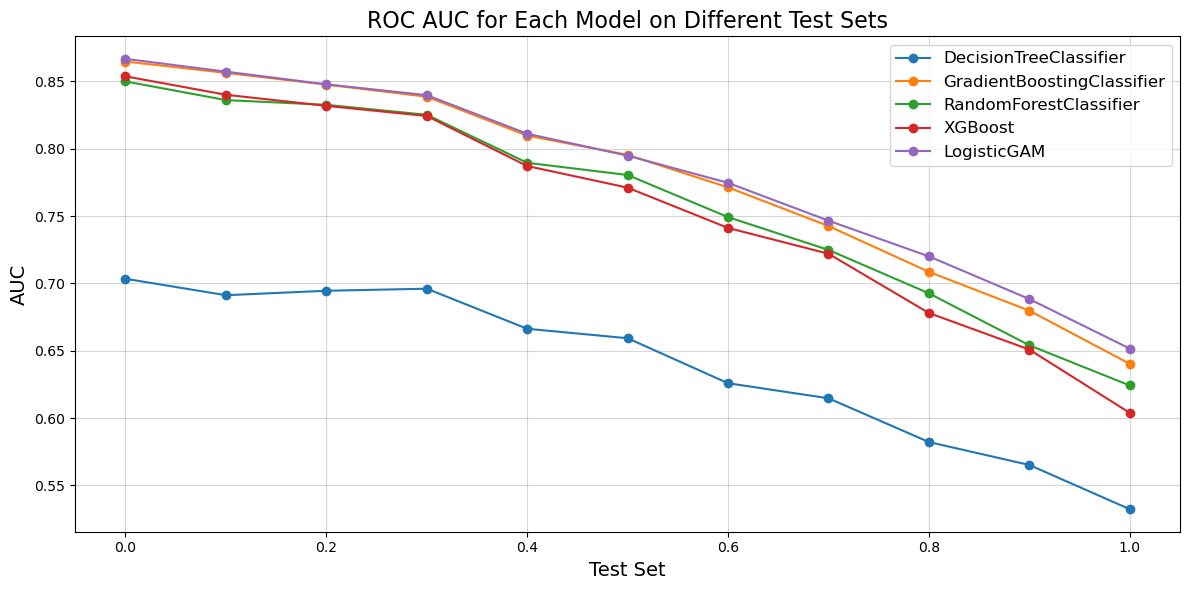 ROC AUC for Each Model on Different Test Sets
DecisionTreeClassifier
GradientBoostingClassifier
RandomForestClassifier
XGBoost
LogisticGAM
AUC
0.85
0.80
0.75
0.70
0.65
0.60
0.55
0.0 0.2 0.4 0.6 0.8 1.0
Test Set